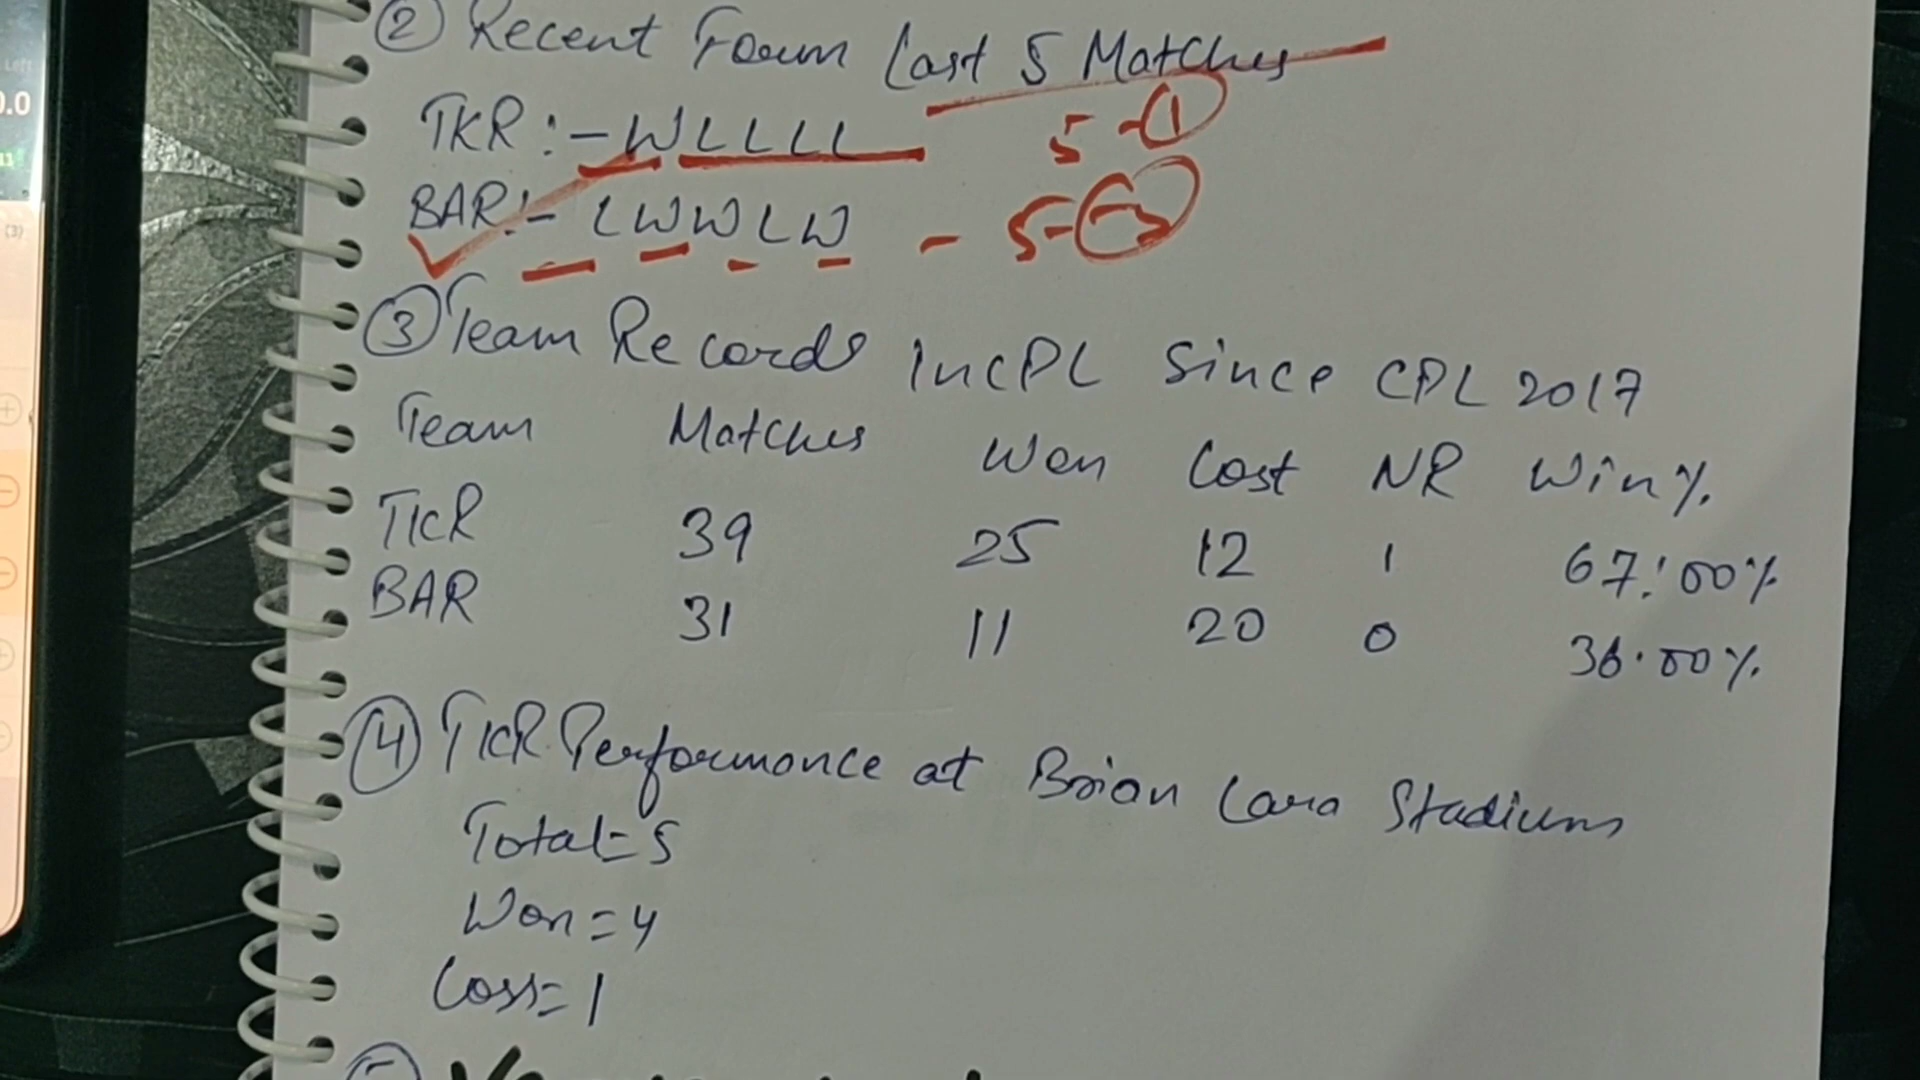 ② Recent Form Last 5 Matches
TKR :- W L L L L 5 - 1
BAR :- L W W L W - 5 - 3
③ Team Records in CPL Since CPL 2017
Team Matches Won Lost NR Win%
TKR 39 25 12 1 67.00%
BAR 31 11 20 0 36.00%
④ TKR Performance at Brian Lara Stadium
Total = 5
Won = 4
Loss = 1